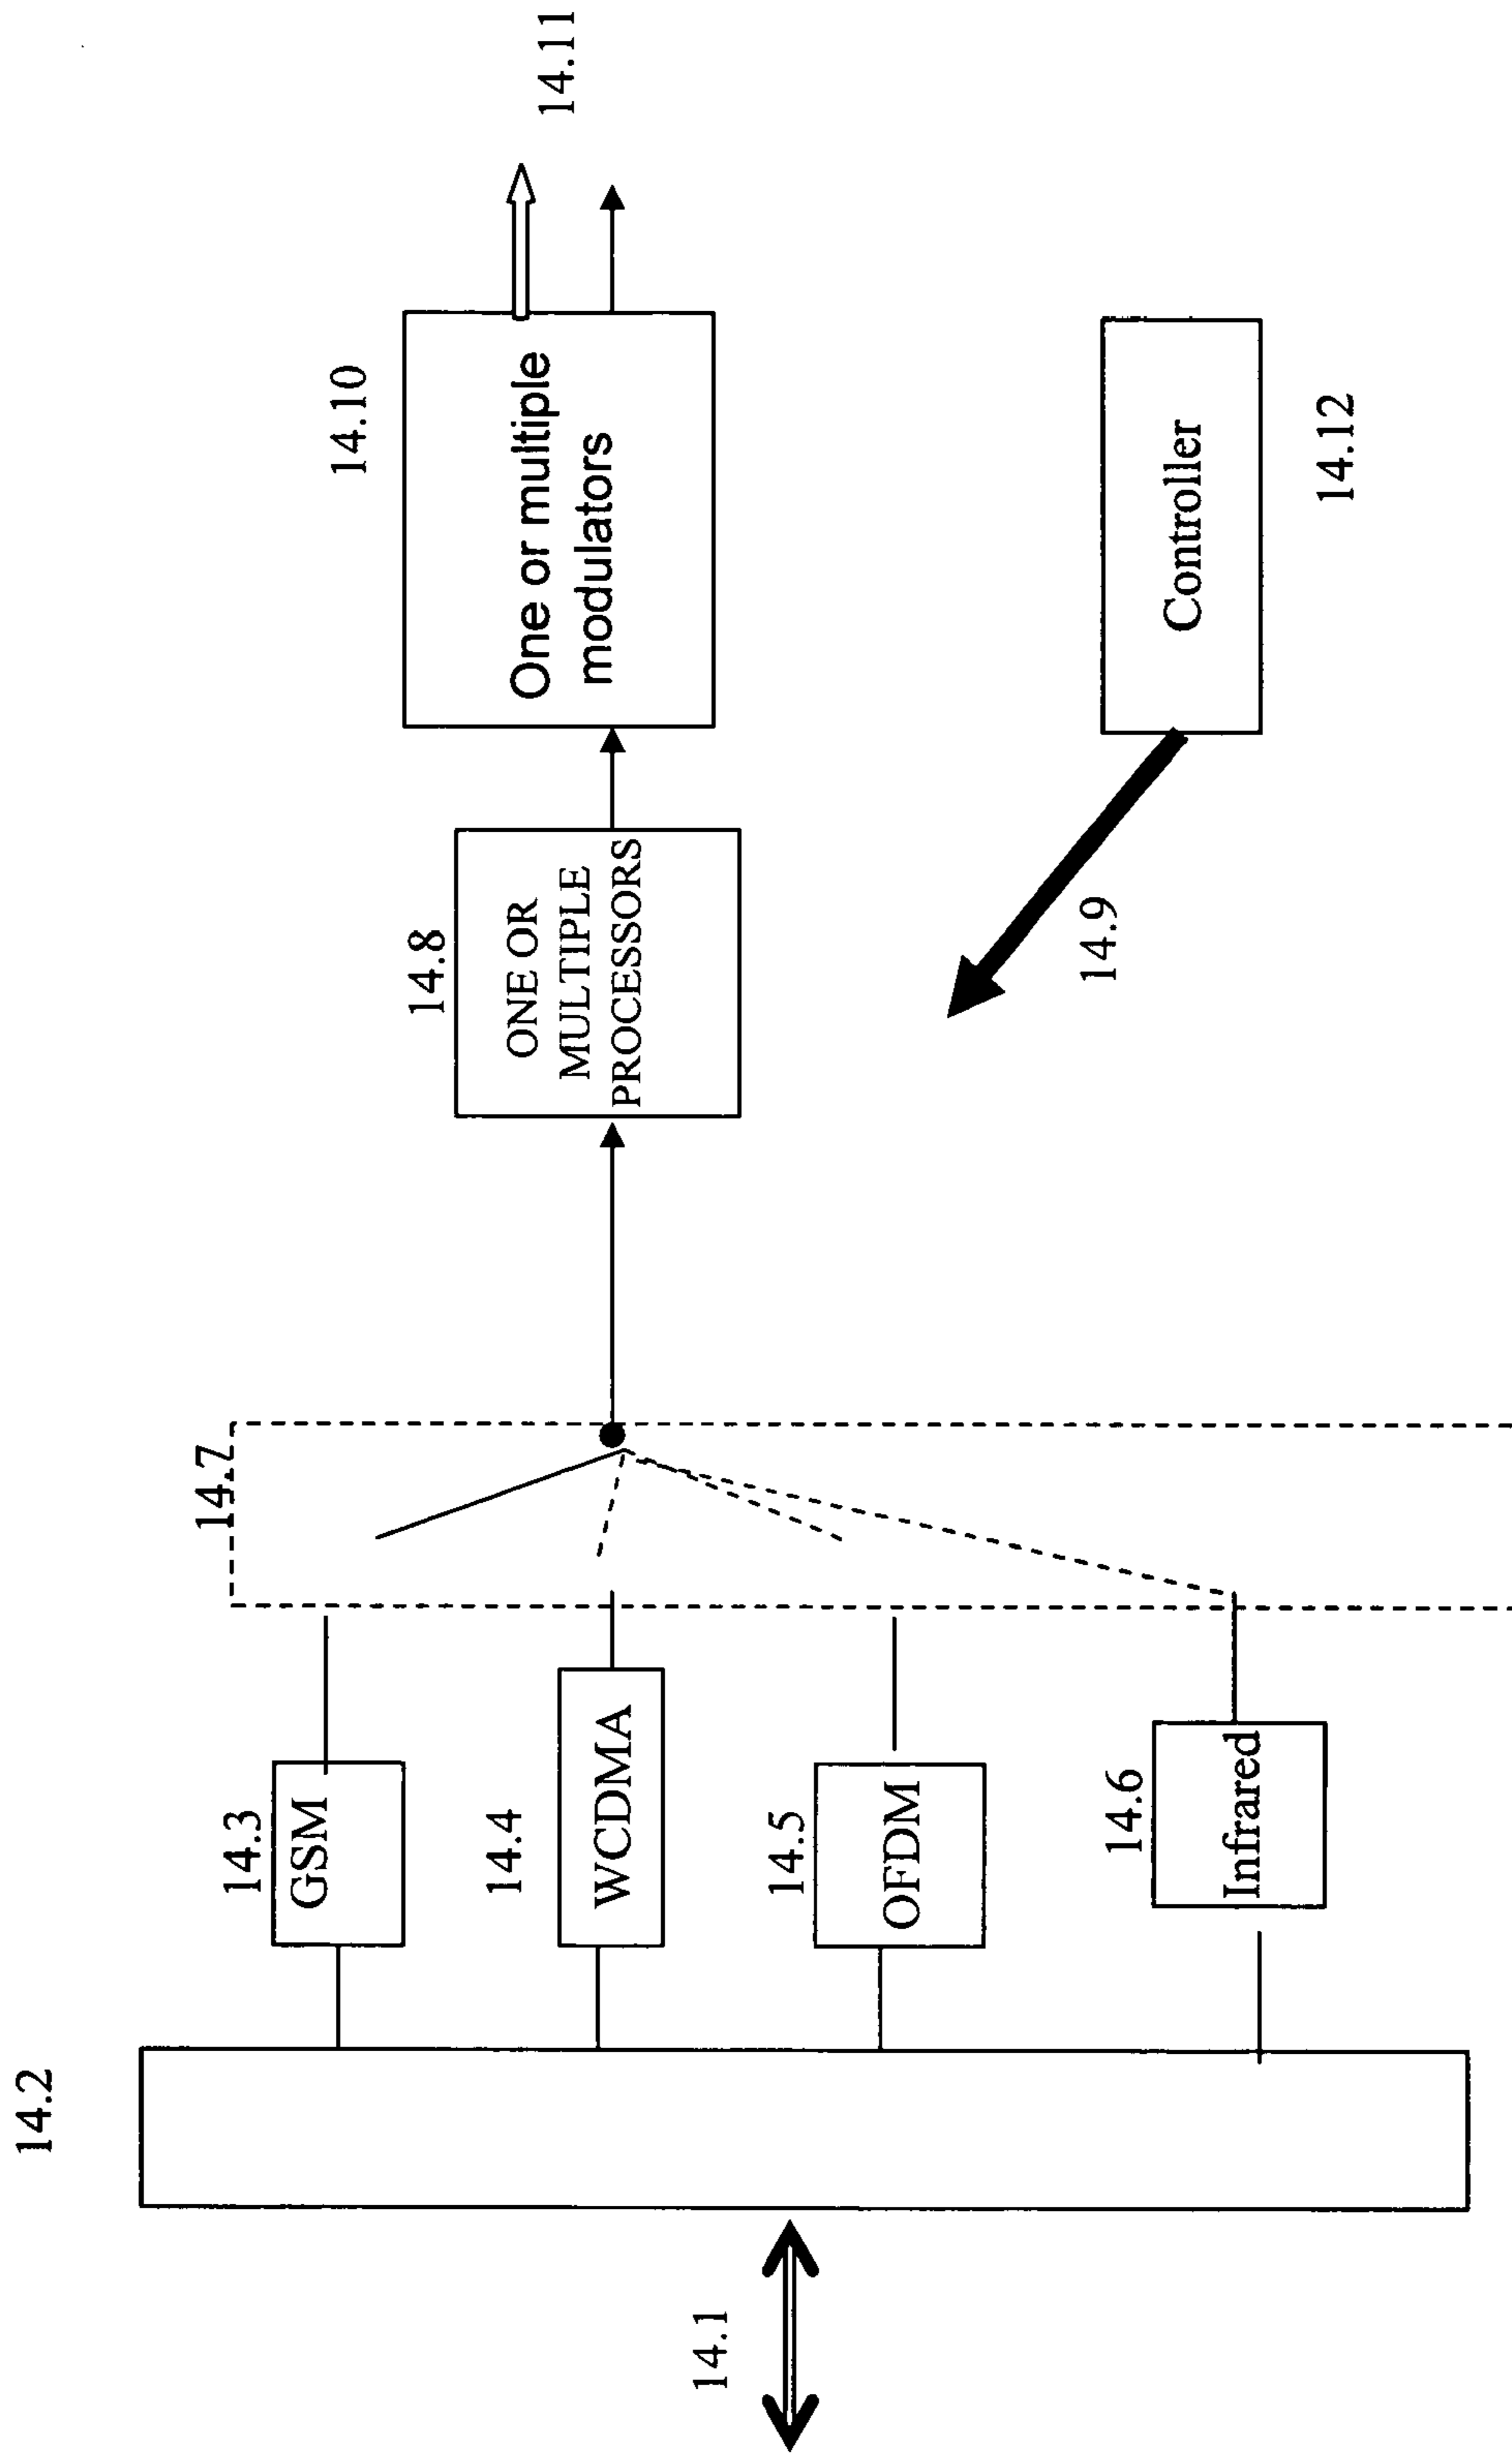 14.1
14.2
14.3
GSM
14.4
WCDMA
14.5
OFDM
14.6
Infrared
14.7
14.8
ONE OR
MULTIPLE
PROCESSORS
14.9
14.10
One or multiple
modulators
14.11
Controller
14.12